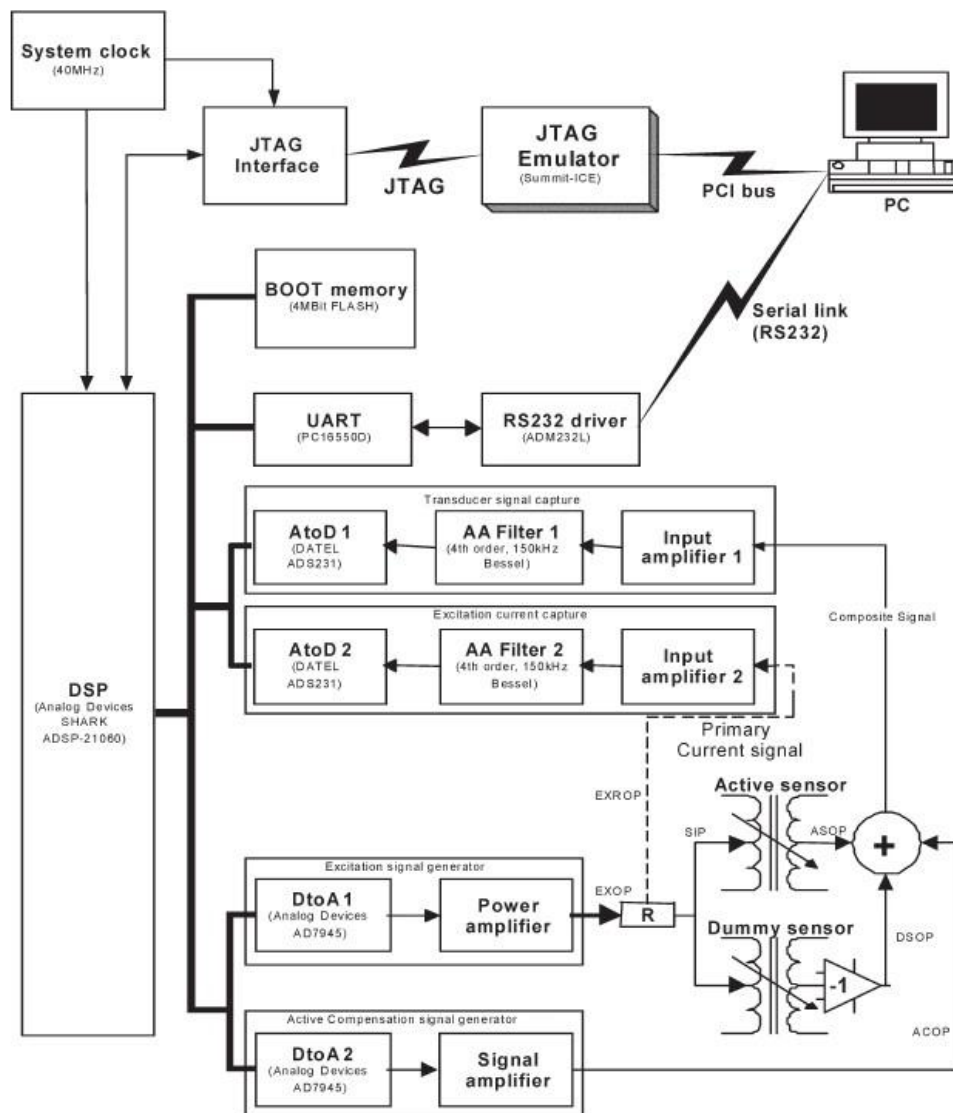 System clock
(40MHz)
JTAG
Interface
JTAG
JTAG
Emulator
(Summit-ICE)
PCI bus
PC
BOOT memory
(4MBit FLASH)
Serial link
(RS232)
UART
(PC16550D)
RS232 driver
(ADM232L)
Transducer signal capture
AtoD 1
(DATEL
ADS231)
AA Filter 1
(4th order, 150kHz
Bessel)
Input
amplifier 1
Composite Signal
Excitation current capture
AtoD 2
(DATEL
ADS231)
AA Filter 2
(4th order, 150kHz
Bessel)
Input
amplifier 2
DSP
(Analog Devices
SHARK
ADSP-21060)
Primary
Current signal
EXROP
Active sensor
SIP
ASOP
+
Excitation signal generator
DtoA 1
(Analog Devices
AD7945)
Power
amplifier
EXOP
R
Dummy sensor
-1
DSOP
ACOP
Active Compensation signal generator
DtoA 2
(Analog Devices
AD7945)
Signal
amplifier